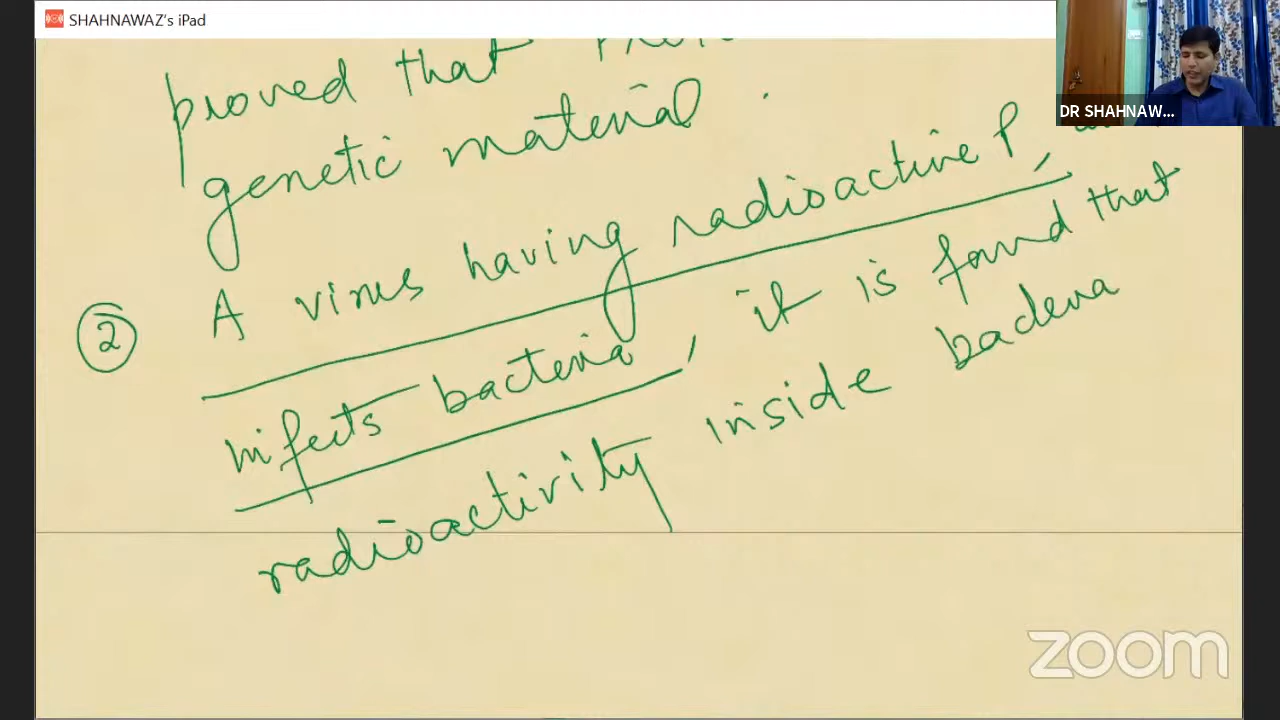 SHAHNAWAZ's iPad
DR SHAHNAW...
proved that
genetic material.
② A virus having radioactive P,
infects bacteria, it is found that
radioactivity inside bacteria
zoom